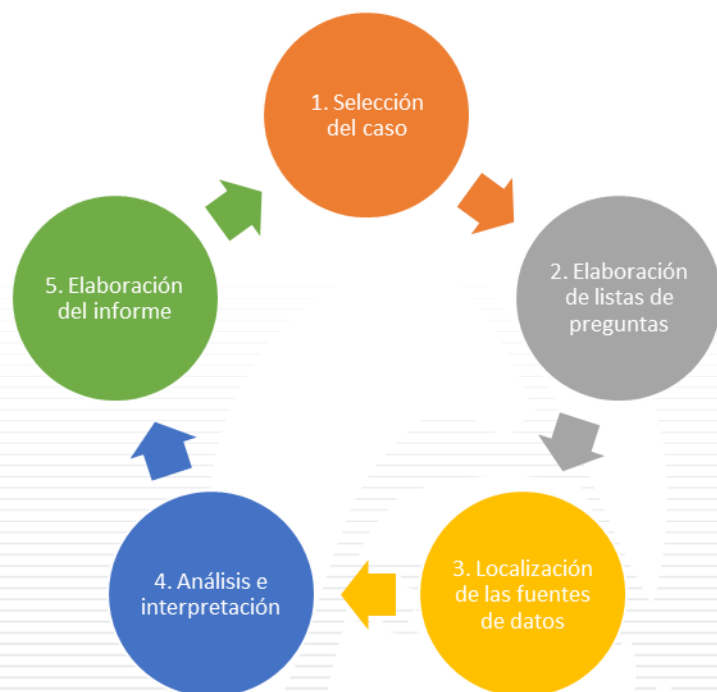 1. Selección
del caso
2. Elaboración
de listas de
preguntas
3. Localización
de las fuentes
de datos
4. Análisis e
interpretación
5. Elaboración
del informe